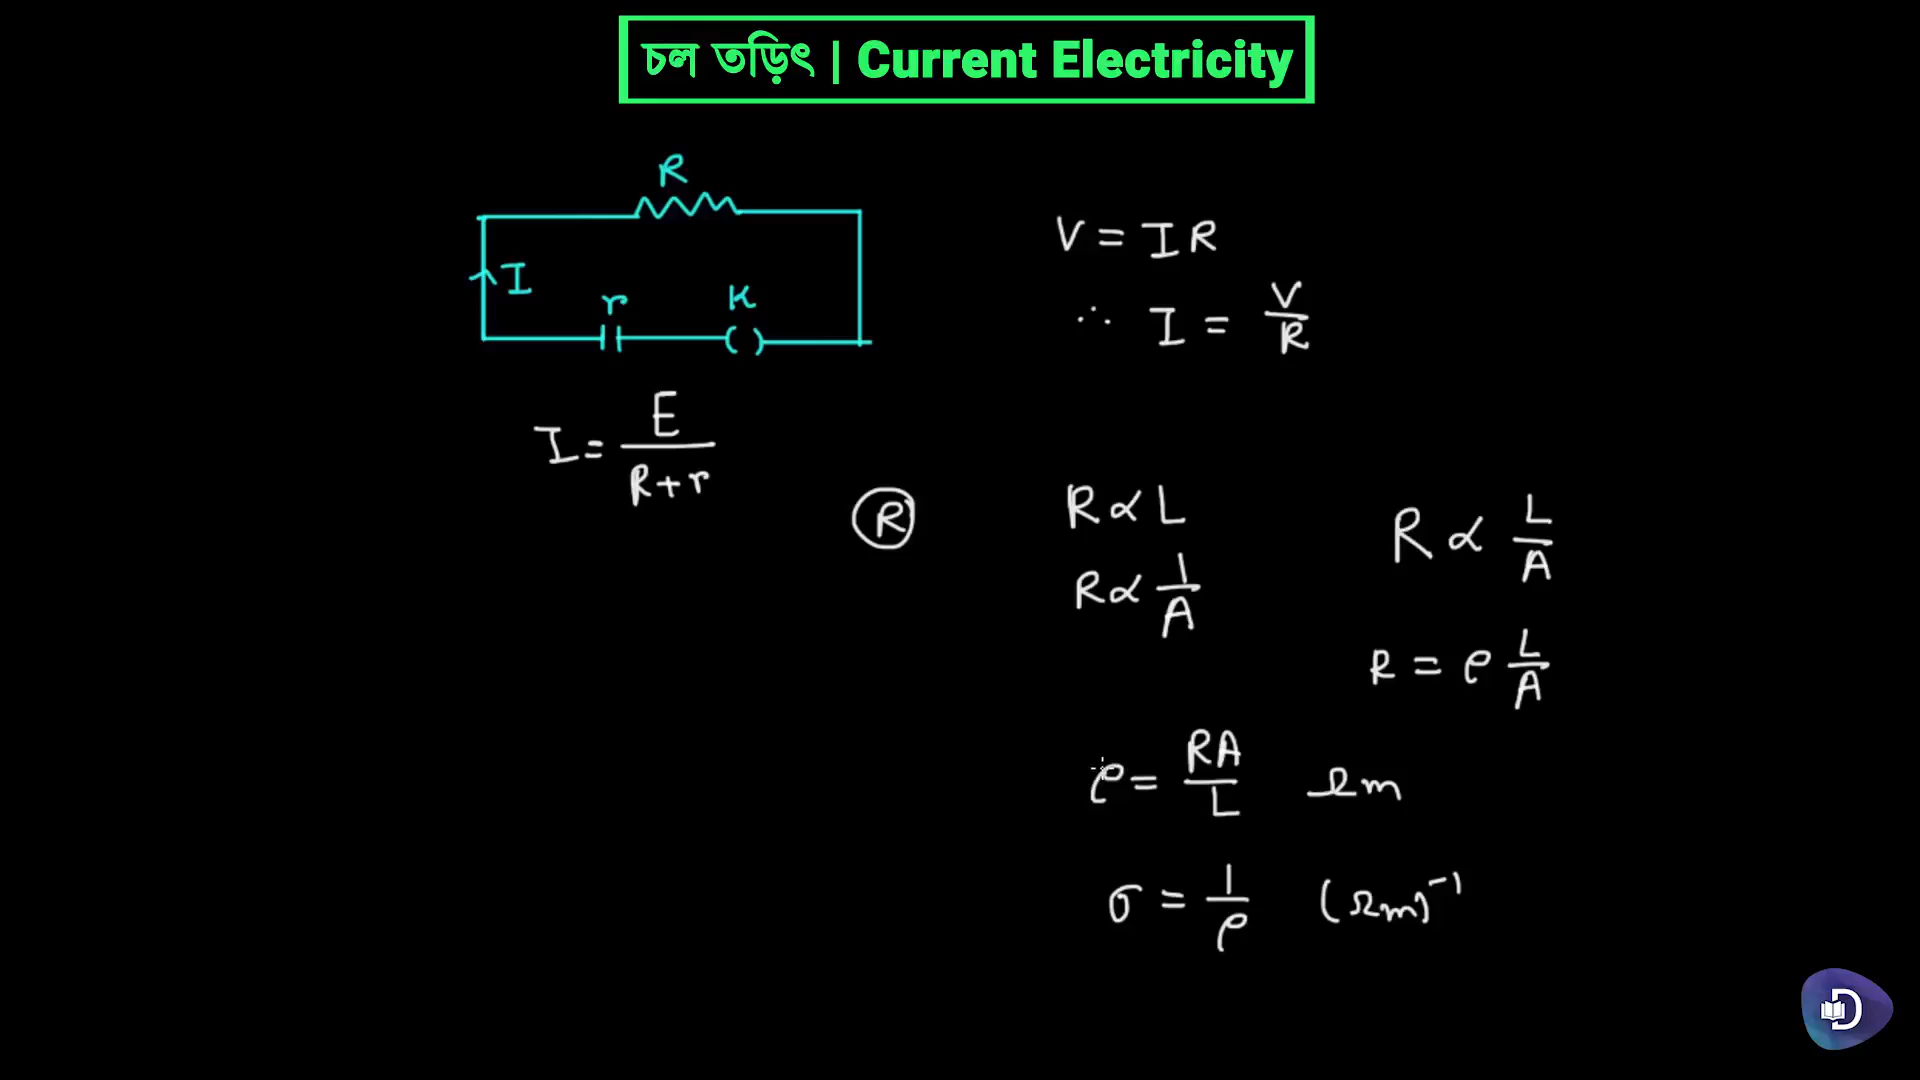 চল তড়িৎ | Current Electricity
R
I
r
K
V = IR
∴ I = V/R
I = E/(R+r)
R
R ∝ L
R ∝ 1/A
R ∝ L/A
R = ρ L/A
ρ = RA/L Ωm
σ = 1/ρ (Ωm)⁻¹
D